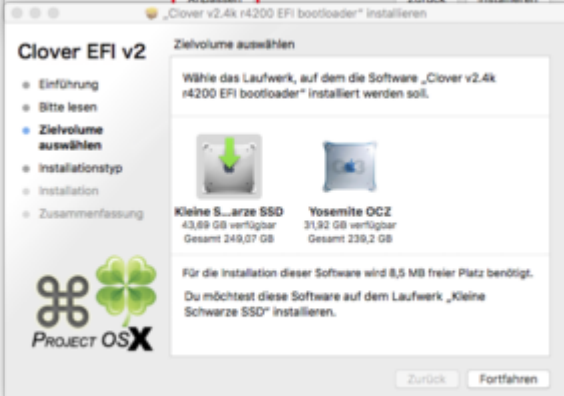 „Clover v2.4k r4200 EFI bootloader" installieren
Clover EFI v2
Zielvolume auswählen
Einführung
Bitte lesen
Zielvolume
auswählen
Installationstyp
Installation
Zusammenfassung
Wähle das Laufwerk, auf dem die Software „Clover v2.4k
r4200 EFI bootloader" installiert werden soll.
Kleine S...arze SSD
43,69 GB verfügbar
Gesamt 249,07 GB
Yosemite OCZ
31,92 GB verfügbar
Gesamt 239,2 GB
Für die Installation dieser Software wird 8,5 MB freier Platz benötigt.
Du möchtest diese Software auf dem Laufwerk „Kleine
Schwarze SSD" installieren.
PROJECT OSX
Zurück
Fortfahren